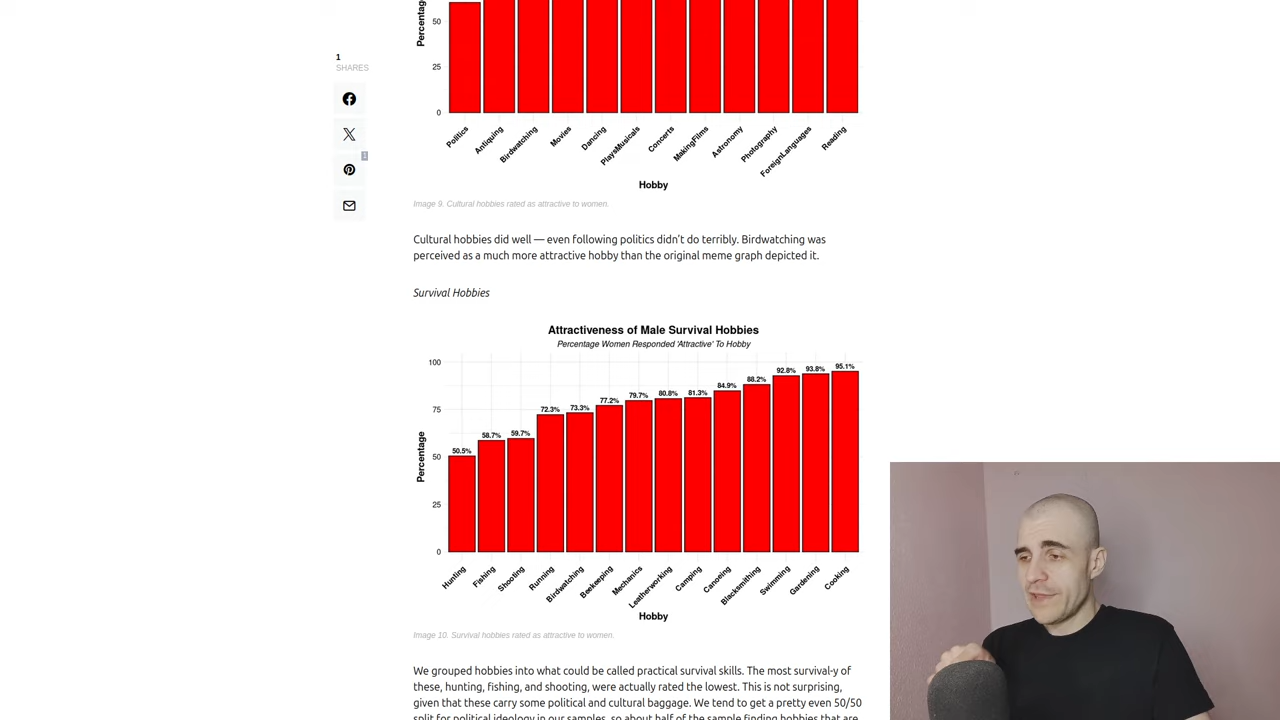 Percentag
50
25
0
Politics
Antiquing
Birdwatching
Movies
Dancing
PlaysMusicals
Concerts
MakingFilms
Astronomy
Photography
ForeignLanguages
Reading
Hobby
1
SHARES
1
Image 9. Cultural hobbies rated as attractive to women.
Cultural hobbies did well — even following politics didn't do terribly. Birdwatching was
perceived as a much more attractive hobby than the original meme graph depicted it.
Survival Hobbies
Attractiveness of Male Survival Hobbies
Percentage Women Responded 'Attractive' To Hobby
Percentage
100
75
50
25
0
50.5%
58.7%
59.7%
72.3%
73.3%
77.2%
79.7%
80.8%
81.3%
84.9%
88.2%
92.8%
93.8%
95.1%
Hunting
Fishing
Shooting
Running
Birdwatching
Beekeeping
Mechanics
Leatherworking
Camping
Canoeing
Blacksmithing
Swimming
Gardening
Cooking
Hobby
Image 10. Survival hobbies rated as attractive to women.
We grouped hobbies into what could be called practical survival skills. The most survival-y of
these, hunting, fishing, and shooting, were actually rated the lowest. This is not surprising,
given that these carry some political and cultural baggage. We tend to get a pretty even 50/50
split for political ideology in our samples, so about half of the sample finding hobbies that are